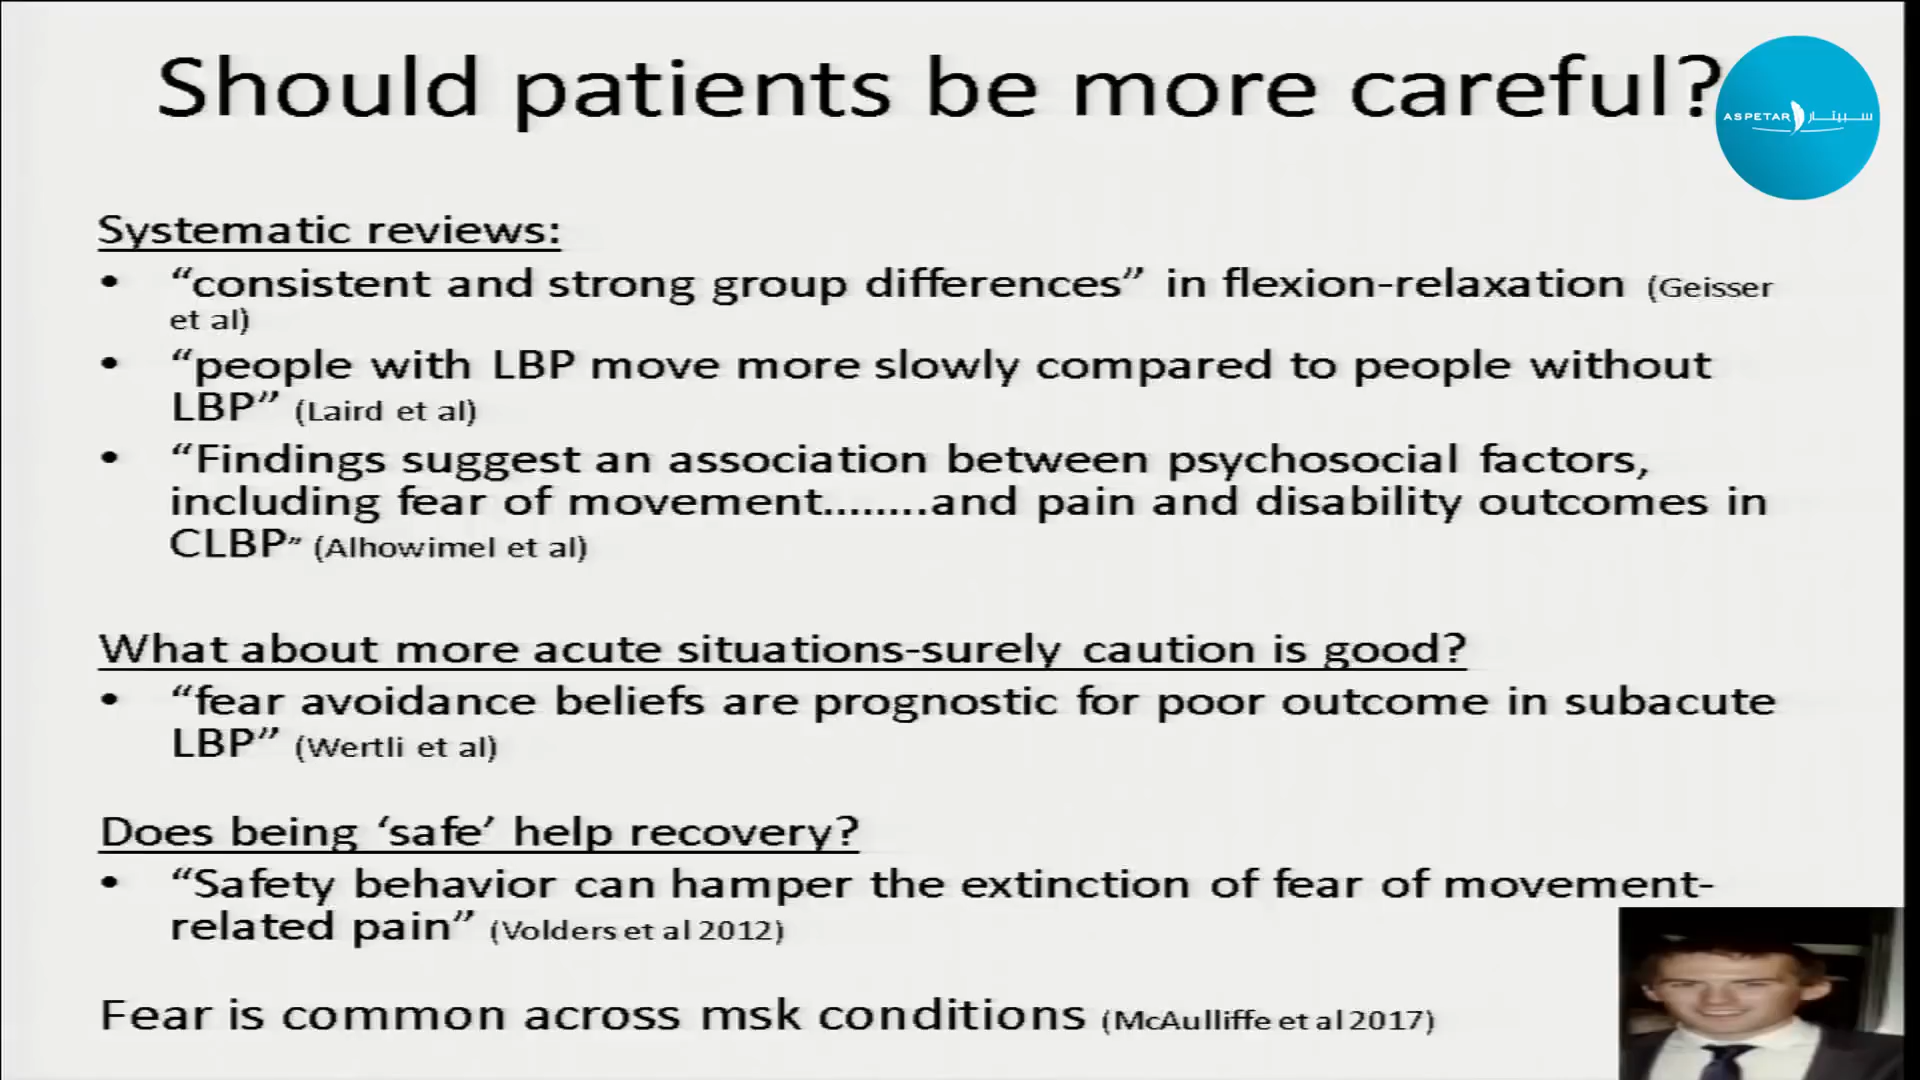 Should patients be more careful?
ASPETAR سبيتار
Systematic reviews:
• “consistent and strong group differences” in flexion-relaxation (Geisser
et al)
• “people with LBP move more slowly compared to people without
LBP” (Laird et al)
• “Findings suggest an association between psychosocial factors,
including fear of movement........and pain and disability outcomes in
CLBP” (Alhowimel et al)
What about more acute situations-surely caution is good?
• “fear avoidance beliefs are prognostic for poor outcome in subacute
LBP” (Wertli et al)
Does being ‘safe’ help recovery?
• “Safety behavior can hamper the extinction of fear of movement-
related pain” (Volders et al 2012)
Fear is common across msk conditions (McAulliffe et al 2017)